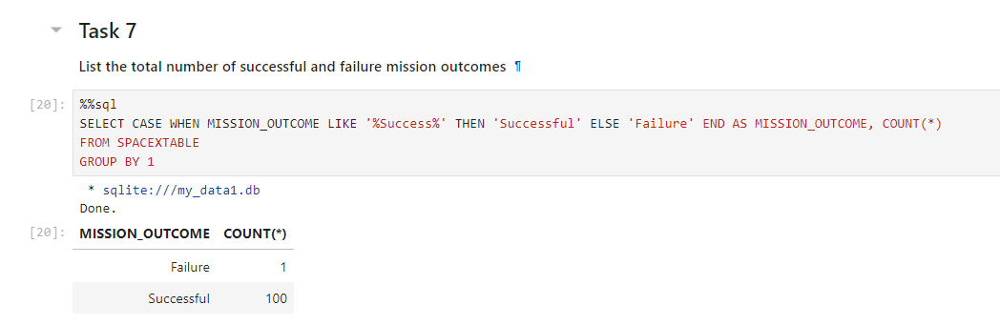 Task 7
List the total number of successful and failure mission outcomes ¶
[20]: %%sql
SELECT CASE WHEN MISSION_OUTCOME LIKE '%Success%' THEN 'Successful' ELSE 'Failure' END AS MISSION_OUTCOME, COUNT(*)
FROM SPACEXTABLE
GROUP BY 1
* sqlite:///my_data1.db
Done.
[20]: MISSION_OUTCOME COUNT(*)
Failure 1
Successful 100